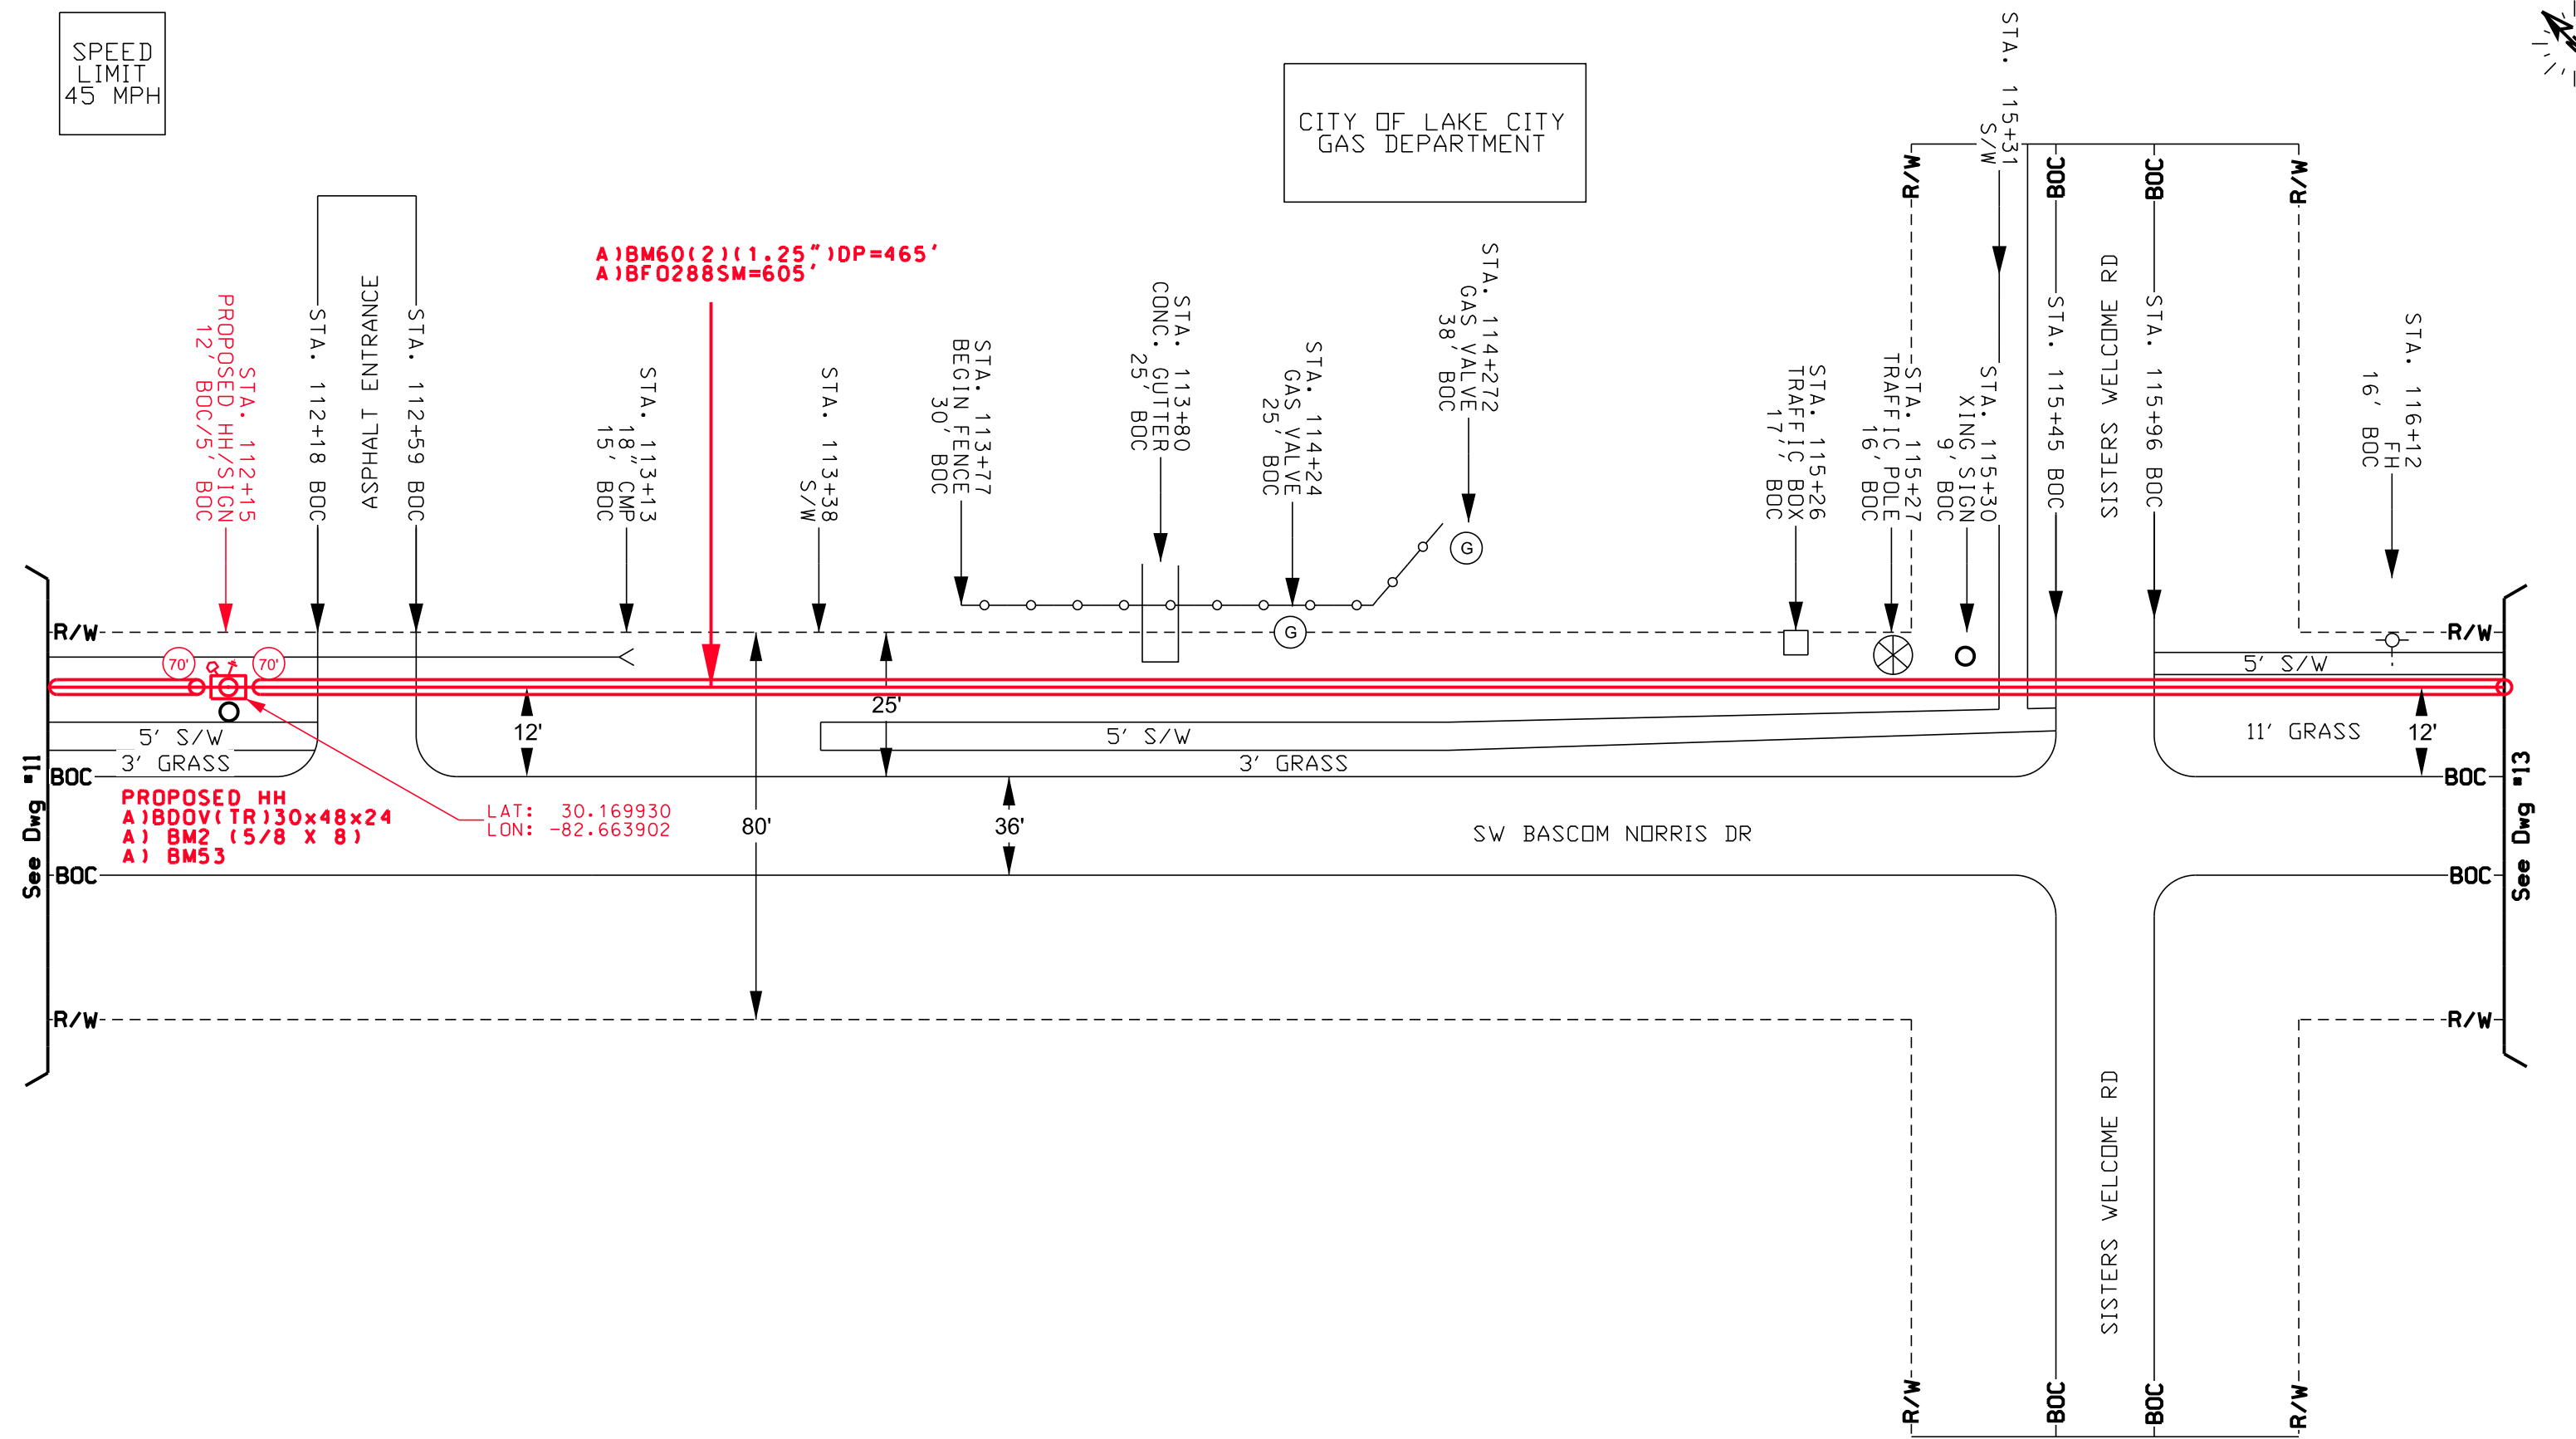 SPEED
LIMIT
45 MPH
CITY OF LAKE CITY
GAS DEPARTMENT
A)BM60(2)(1.25")DP=465'
A)BFO288SM=605'
STA. 112+15
PROPOSED HH/SIGN
12' BOC/5' BOC
STA. 112+18 BOC
ASPHALT ENTRANCE
STA. 112+59 BOC
STA. 113+13
18" CMP
15' BOC
STA. 113+38
S/W
STA. 113+77
BEGIN FENCE
30' BOC
STA. 113+80
CONC. GUTTER
25' BOC
STA. 114+24
GAS VALVE
25' BOC
STA. 114+272
GAS VALVE
38' BOC
STA. 115+26
TRAFFIC BOX
17' BOC
STA. 115+27
TRAFFIC POLE
16' BOC
STA. 115+30
XING SIGN
9' BOC
STA. 115+31
S/W
STA. 115+45 BOC
SISTERS WELCOME RD
STA. 115+96 BOC
STA. 116+12
FH
16' BOC
R/W
BOC
BOC
R/W
G
G
R/W
R/W
70'
70'
5' S/W
12'
25'
5' S/W
5' S/W
3' GRASS
3' GRASS
11' GRASS
12'
BOC
BOC
PROPOSED HH
A)BDOV(TR)30x48x24
A) BM2 (5/8 X 8)
A) BM53
LAT: 30.169930
LON: -82.663902
80'
36'
SW BASCOM NORRIS DR
BOC
BOC
See Dwg #11
See Dwg #13
R/W
R/W
SISTERS WELCOME RD
R/W
BOC
BOC
R/W